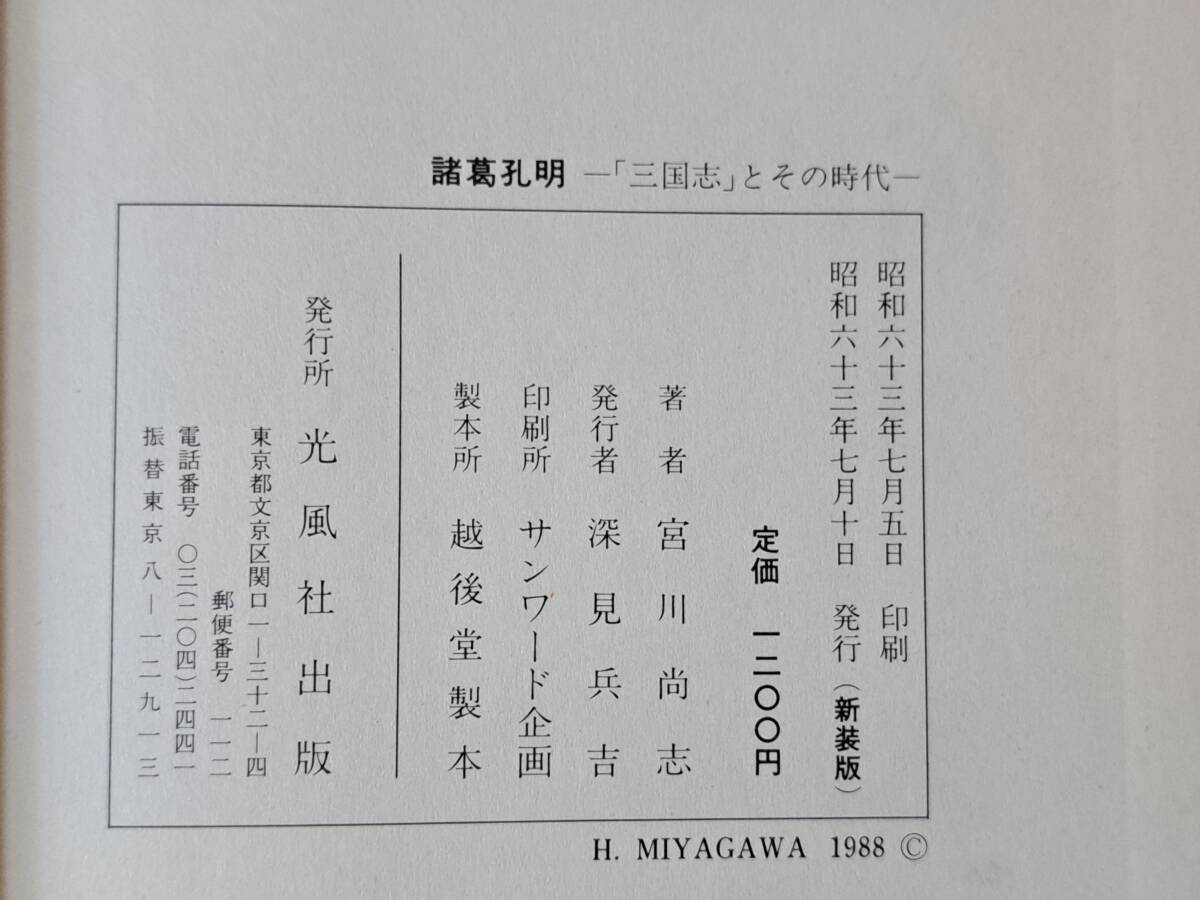 諸葛孔明 ―「三国志」とその時代―
昭和六十三年七月五日 印刷
昭和六十三年七月十日 発行（新装版）
定価 一二〇〇円
著者 宮川尚志
発行者 深見兵吉
印刷所 サンワード企画
製本所 越後堂製本
発行所 光風社出版
東京都文京区関口一―三十二―四
郵便番号 一一二
電話番号 〇三(二〇四)二四四一
振替東京八―一二九一三
H. MIYAGAWA 1988 ©